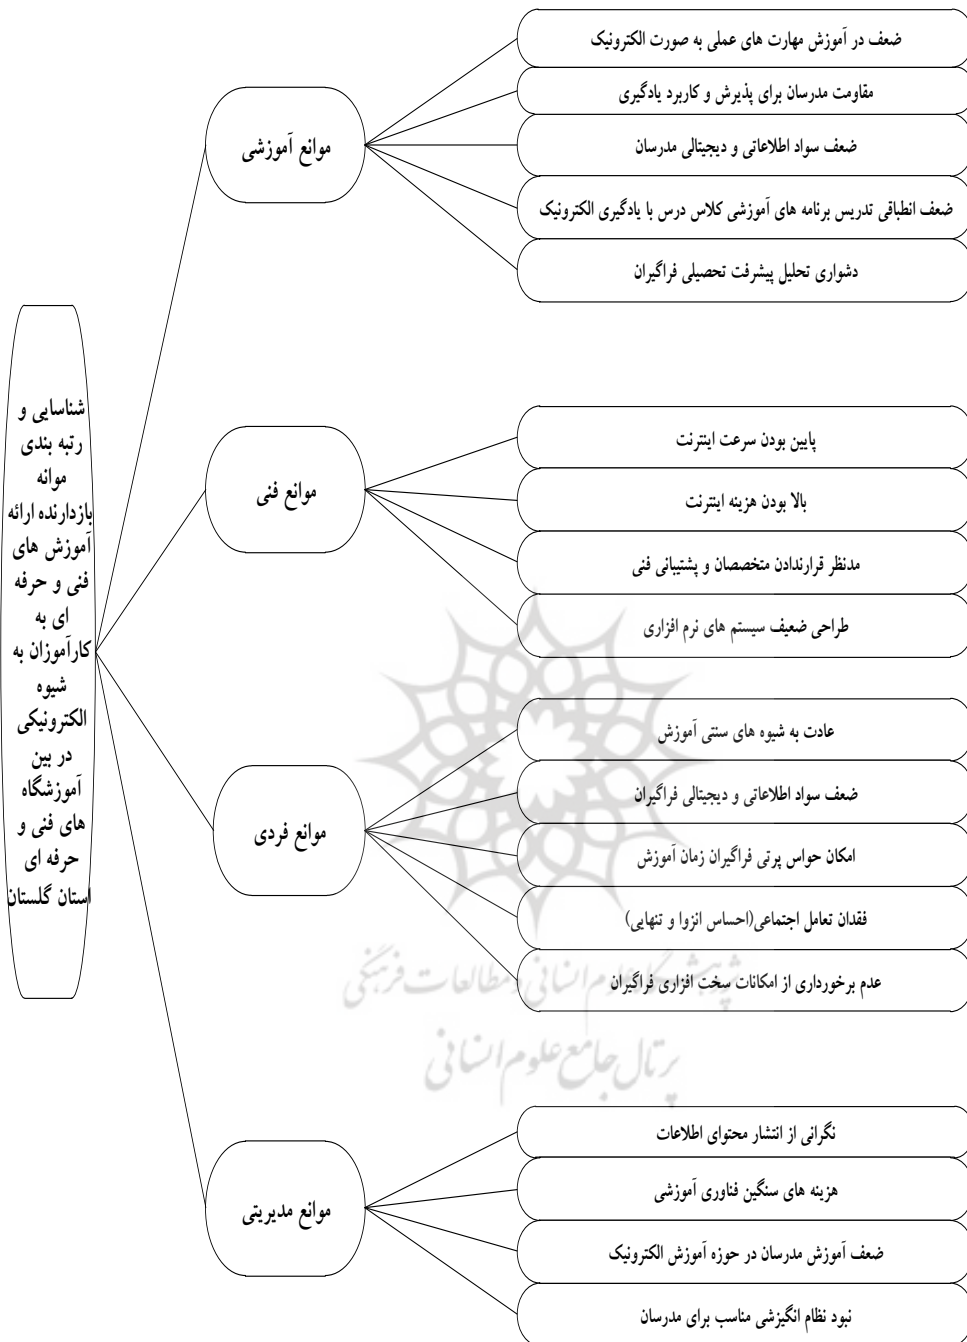 شناسایی و
رتبه بندی
موانه
بازدارنده ارائه
آموزش های
فنی و حرفه
ای به
کارآموزان به
شیوه
الکترونیکی
در بین
آموزشگاه
های فنی و
حرفه ای
استان گلستان
موانع آموزشی
ضعف در آموزش مهارت های عملی به صورت الکترونیک
مقاومت مدرسان برای پذیرش و کاربرد یادگیری
ضعف سواد اطلاعاتی و دیجیتالی مدرسان
ضعف انطباقی تدریس برنامه های آموزشی کلاس درس با یادگیری الکترونیک
دشواری تحلیل پیشرفت تحصیلی فراگیران
موانع فنی
پایین بودن سرعت اینترنت
بالا بودن هزینه اینترنت
مدنظر قرارندادن متخصصان و پشتیبانی فنی
طراحی ضعیف سیستم های نرم افزاری
موانع فردی
عادت به شیوه های سنتی آموزش
ضعف سواد اطلاعاتی و دیجیتالی فراگیران
امکان حواس پرتی فراگیران زمان آموزش
فقدان تعامل اجتماعی(احساس انزوا و تنهایی)
عدم برخورداری از امکانات سخت افزاری فراگیران
موانع مدیریتی
نگرانی از انتشار محتوای اطلاعات
هزینه های سنگین فناوری آموزشی
ضعف آموزش مدرسان در حوزه آموزش الکترونیک
نبود نظام انگیزشی مناسب برای مدرسان
پژوهشگاه علوم انسانی و مطالعات فرهنگی
پرتال جامع علوم انسانی